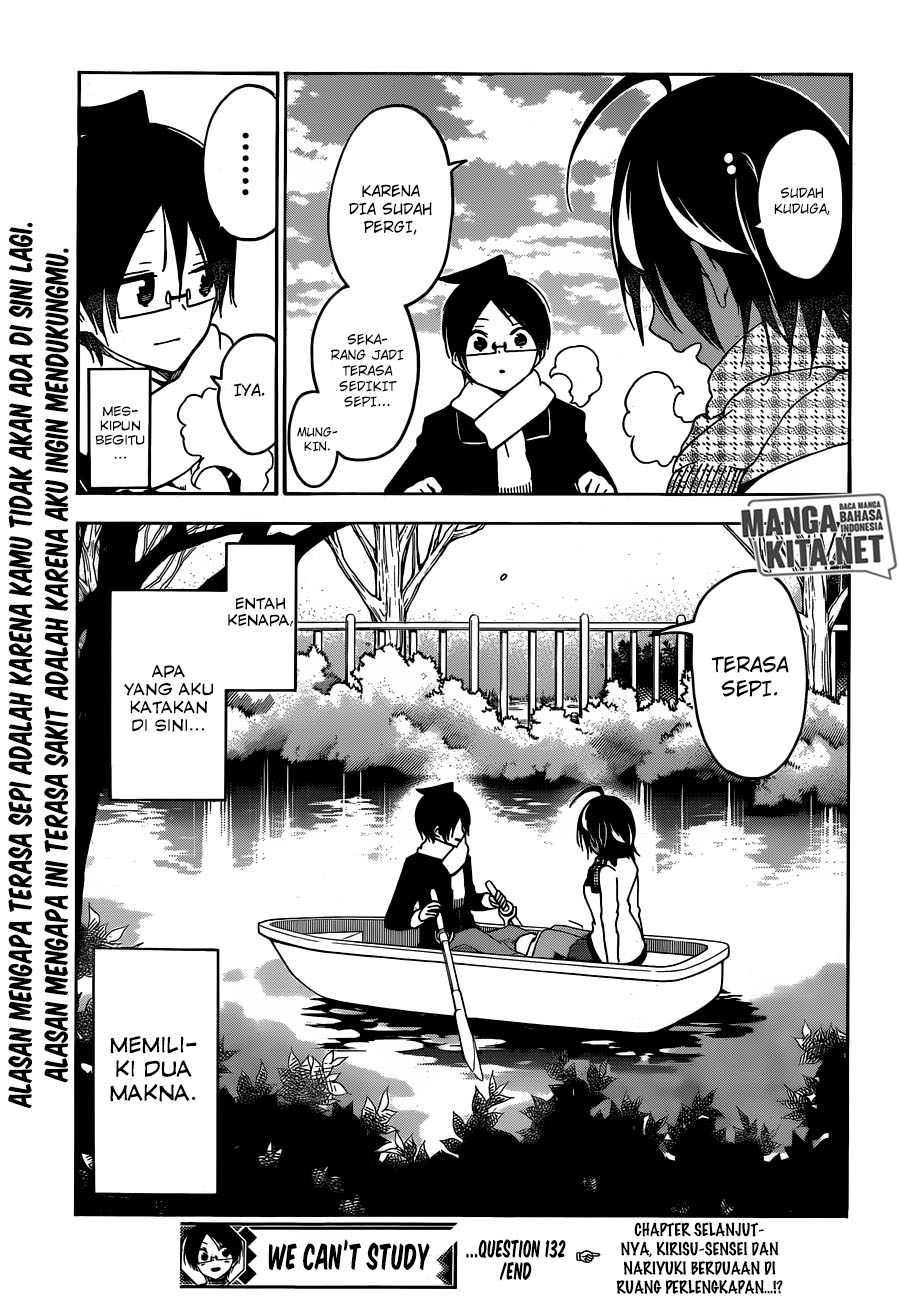 SUDAH
KUDUGA,
KARENA
DIA SUDAH
PERGI,
SEKA-
RANG JADI
TERASA
SEDIKIT
SEPI...
MUNG-
KIN.
.......
IYA.
MES-
KIPUN
BEGITU
...
TERASA
SEPI.
ENTAH
KENAPA,
APA
YANG AKU
KATAKAN
DI SINI...
MEMILI-
KI DUA
MAKNA.
ALASAN MENGAPA TERASA SEPI ADALAH KARENA KAMU TIDAK AKAN ADA DI SINI LAGI.
ALASAN MENGAPA INI TERASA SAKIT ADALAH KARENA AKU INGIN MENDUKUNGMU.
MANGA
KITA.NET
BACA MANGA
BAHASA
INDONESIA
WE CAN'T STUDY
...QUESTION 132
/END
CHAPTER SELANJUT-
NYA, KIRISU-SENSEI DAN
NARIYUKI BERDUAAN DI
RUANG PERLENGKAPAN...!?